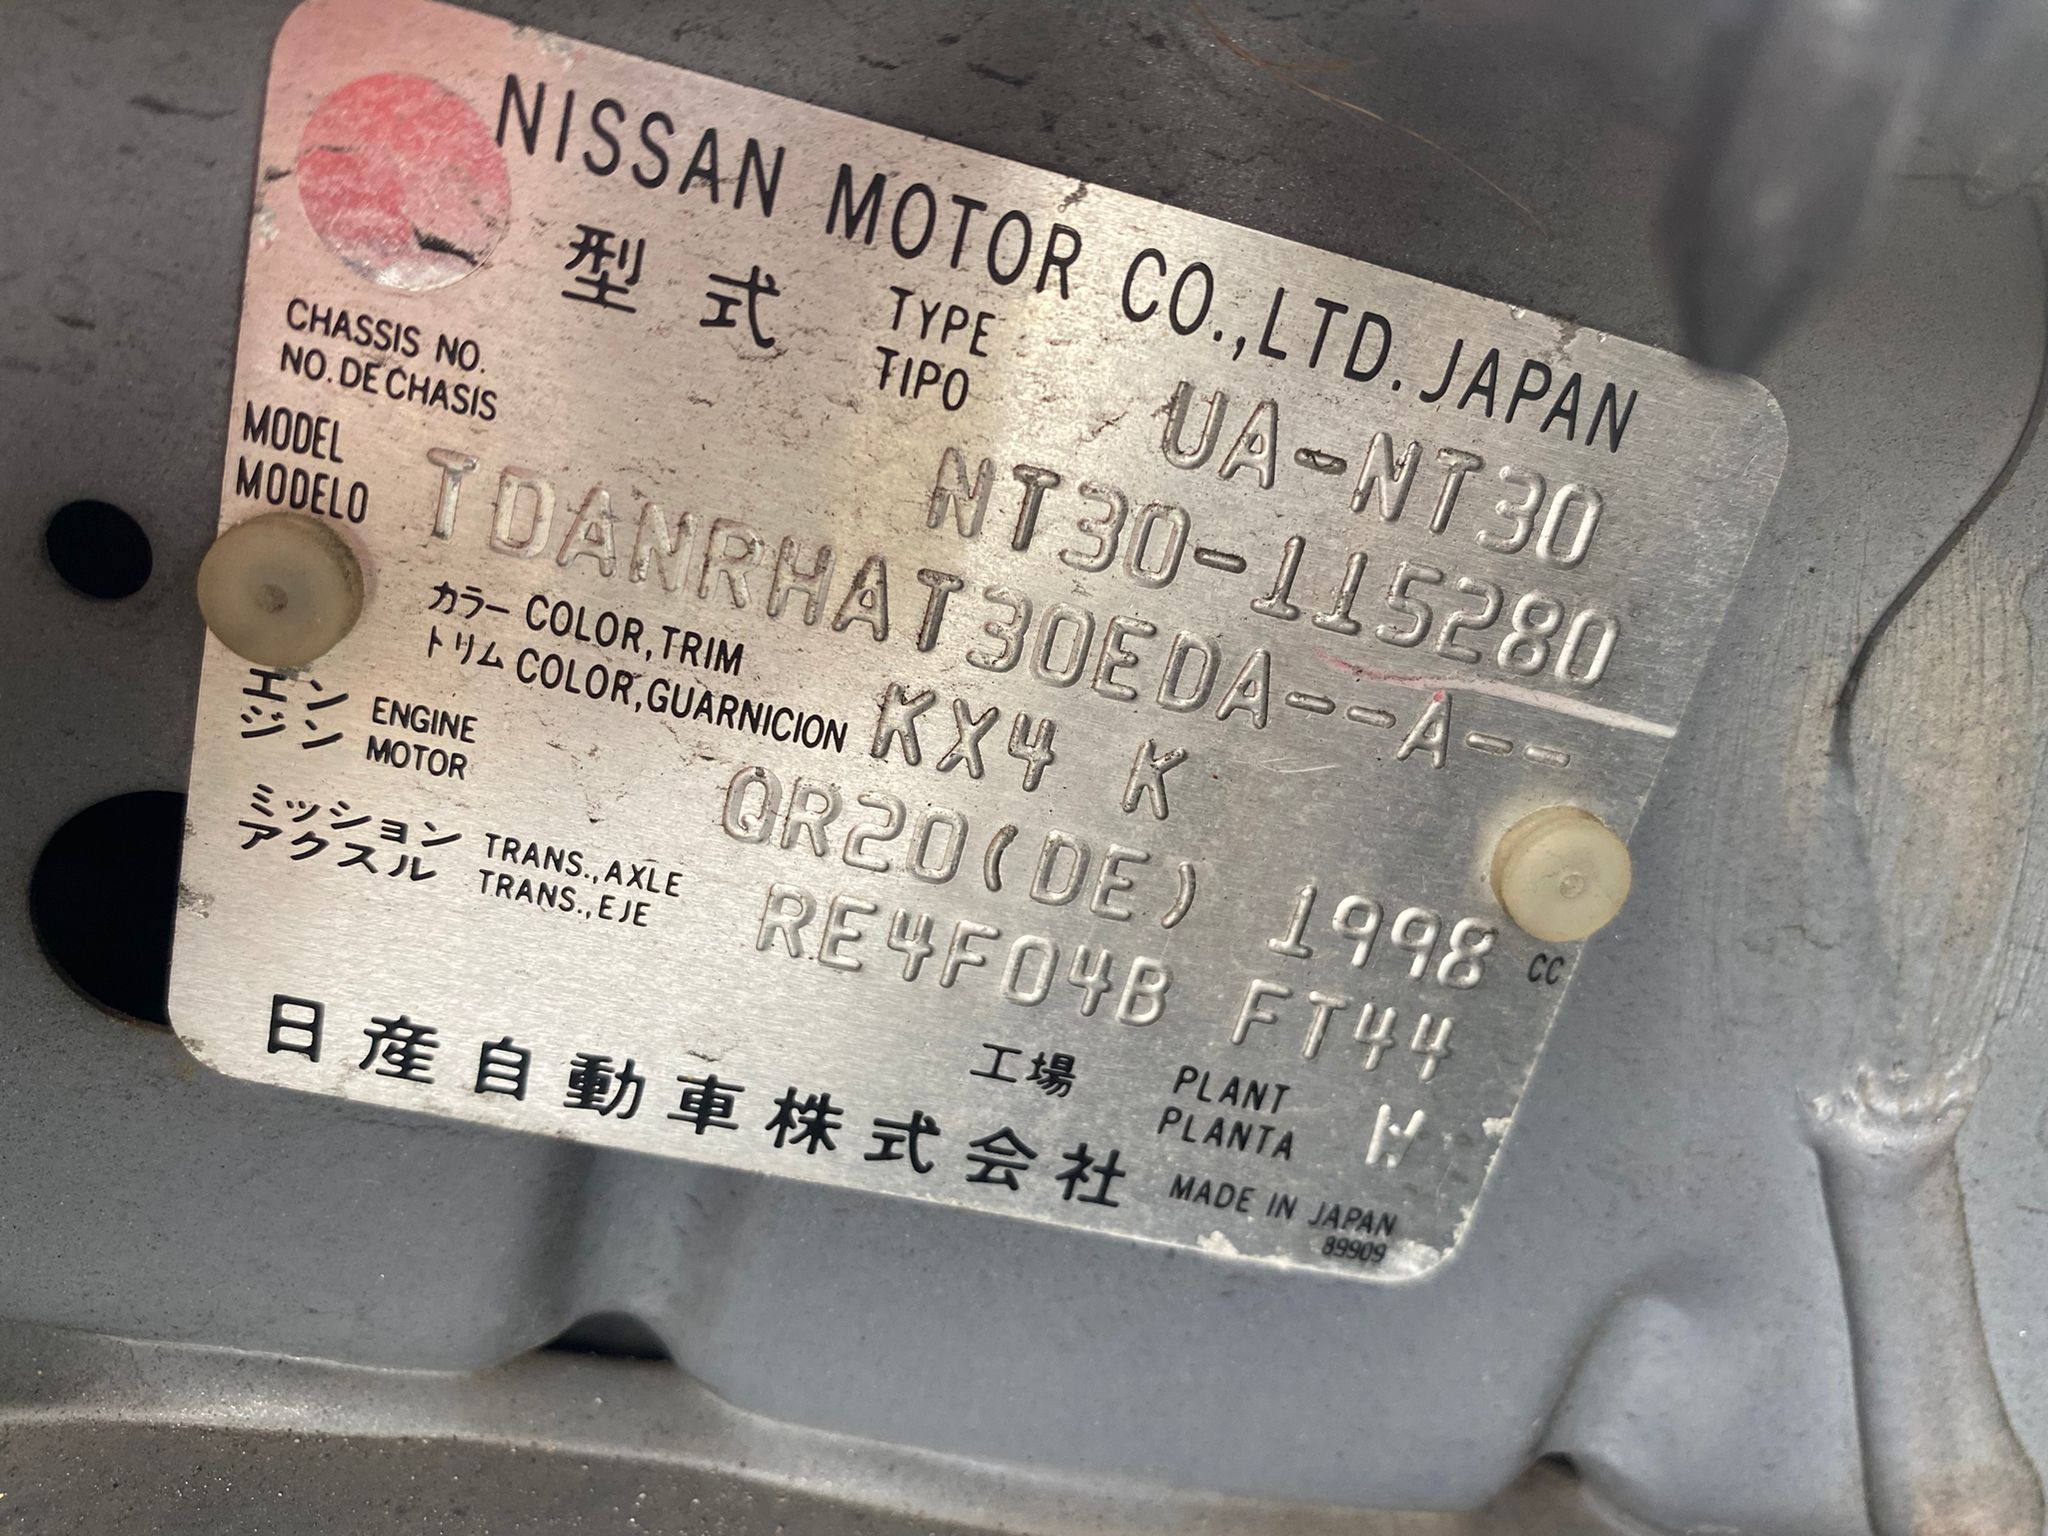 NISSAN MOTOR CO.,LTD. JAPAN
型式 TYPE TIPO UA-NT30
CHASSIS NO.
NO. DE CHASIS NT30-115280
MODEL
MODELO TDANRHAT30EDA--A--
カラー COLOR,TRIM
トリム COLOR,GUARNICION KX4 K
エンジン ENGINE
MOTOR QR20(DE) 1998 CC
ミッション TRANS.,AXLE
アクスル TRANS.,EJE RE4F04B FT44
工場 PLANT
PLANTA W
日産自動車株式会社 MADE IN JAPAN
89909